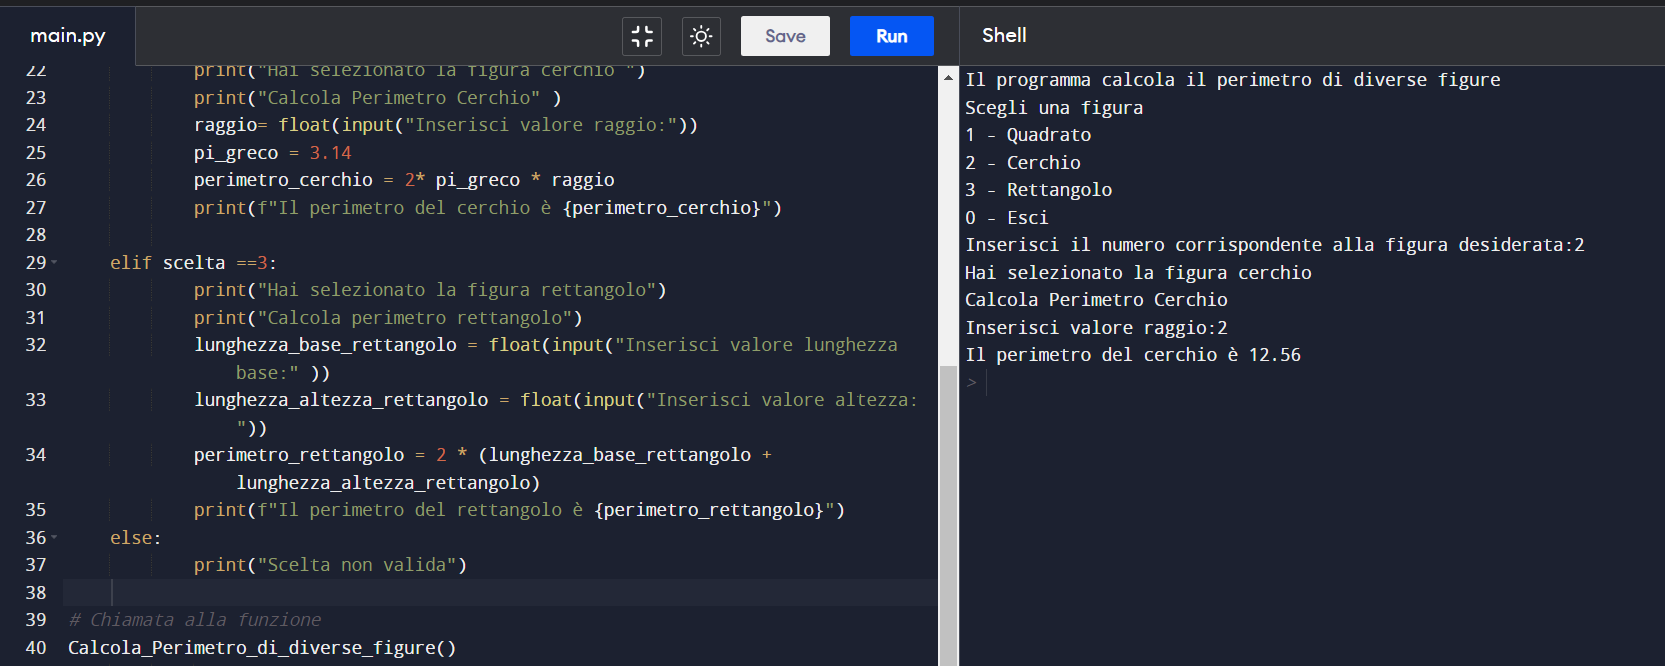 main.py
Save
Run
Shell
22 print("Hai selezionato la figura cerchio ")
23 print("Calcola Perimetro Cerchio" )
24 raggio= float(input("Inserisci valore raggio:"))
25 pi_greco = 3.14
26 perimetro_cerchio = 2* pi_greco * raggio
27 print(f"Il perimetro del cerchio è {perimetro_cerchio}")
28
29 elif scelta ==3:
30 print("Hai selezionato la figura rettangolo")
31 print("Calcola perimetro rettangolo")
32 lunghezza_base_rettangolo = float(input("Inserisci valore lunghezza
base:" ))
33 lunghezza_altezza_rettangolo = float(input("Inserisci valore altezza:
"))
34 perimetro_rettangolo = 2 * (lunghezza_base_rettangolo +
lunghezza_altezza_rettangolo)
35 print(f"Il perimetro del rettangolo è {perimetro_rettangolo}")
36 else:
37 print("Scelta non valida")
38
39 # Chiamata alla funzione
40 Calcola_Perimetro_di_diverse_figure()
Il programma calcola il perimetro di diverse figure
Scegli una figura
1 - Quadrato
2 - Cerchio
3 - Rettangolo
0 - Esci
Inserisci il numero corrispondente alla figura desiderata:2
Hai selezionato la figura cerchio
Calcola Perimetro Cerchio
Inserisci valore raggio:2
Il perimetro del cerchio è 12.56
>